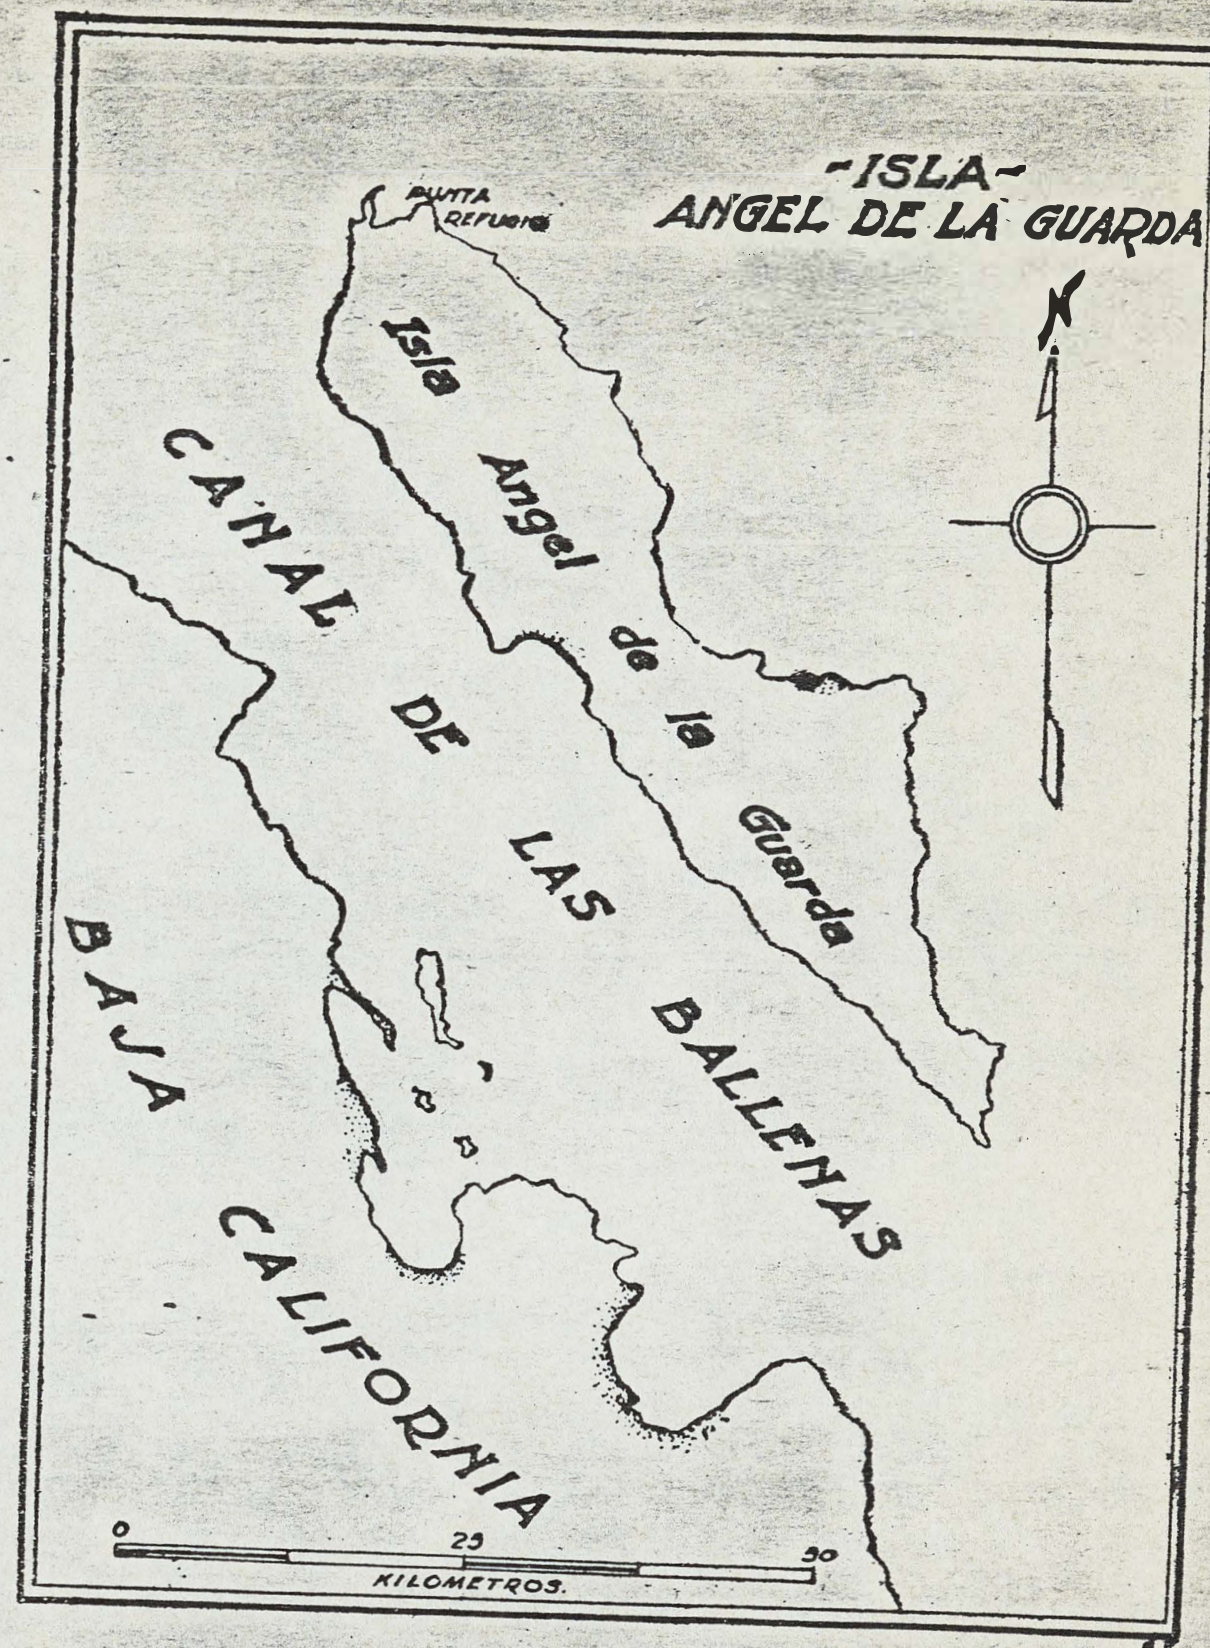 -ISLA-
ANGEL DE LA GUARDA
N
PUNTA
REFUGIO
Isla Angel de la Guarda
CANAL DE LAS BALLENAS
BAJA CALIFORNIA
0 25 50
KILOMETROS.